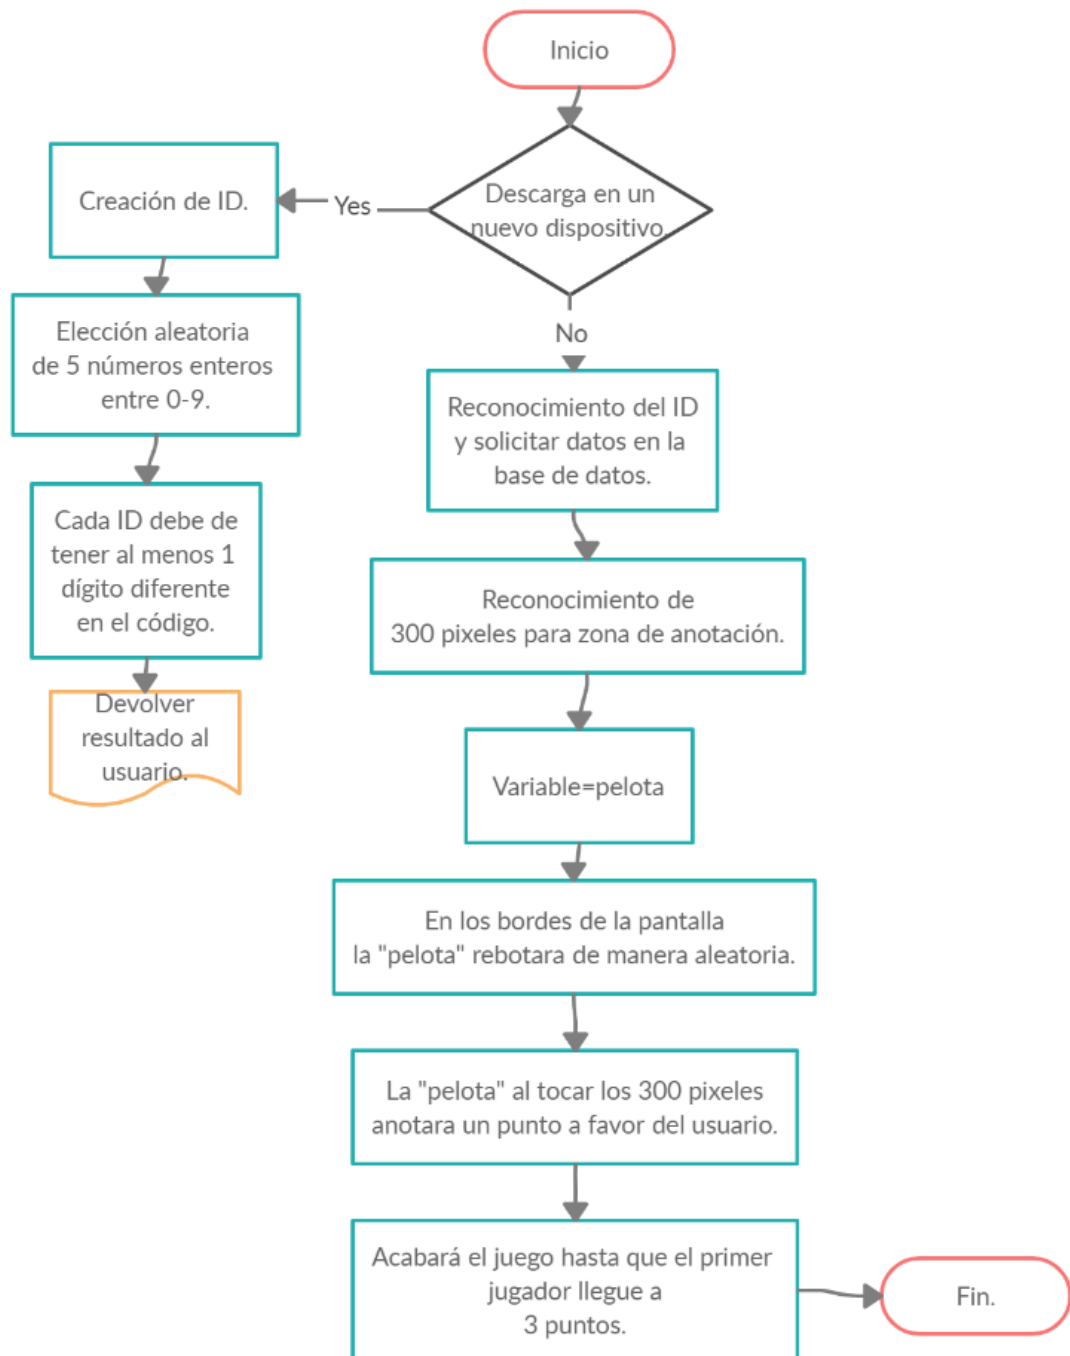 Inicio
Descarga en un
nuevo dispositivo.
Yes
Creación de ID.
Elección aleatoria
de 5 números enteros
entre 0-9.
Cada ID debe de
tener al menos 1
dígito diferente
en el código.
Devolver
resultado al
usuario.
No
Reconocimiento del ID
y solicitar datos en la
base de datos.
Reconocimiento de
300 pixeles para zona de anotación.
Variable=pelota
En los bordes de la pantalla
la "pelota" rebotara de manera aleatoria.
La "pelota" al tocar los 300 pixeles
anotara un punto a favor del usuario.
Acabará el juego hasta que el primer
jugador llegue a
3 puntos.
Fin.